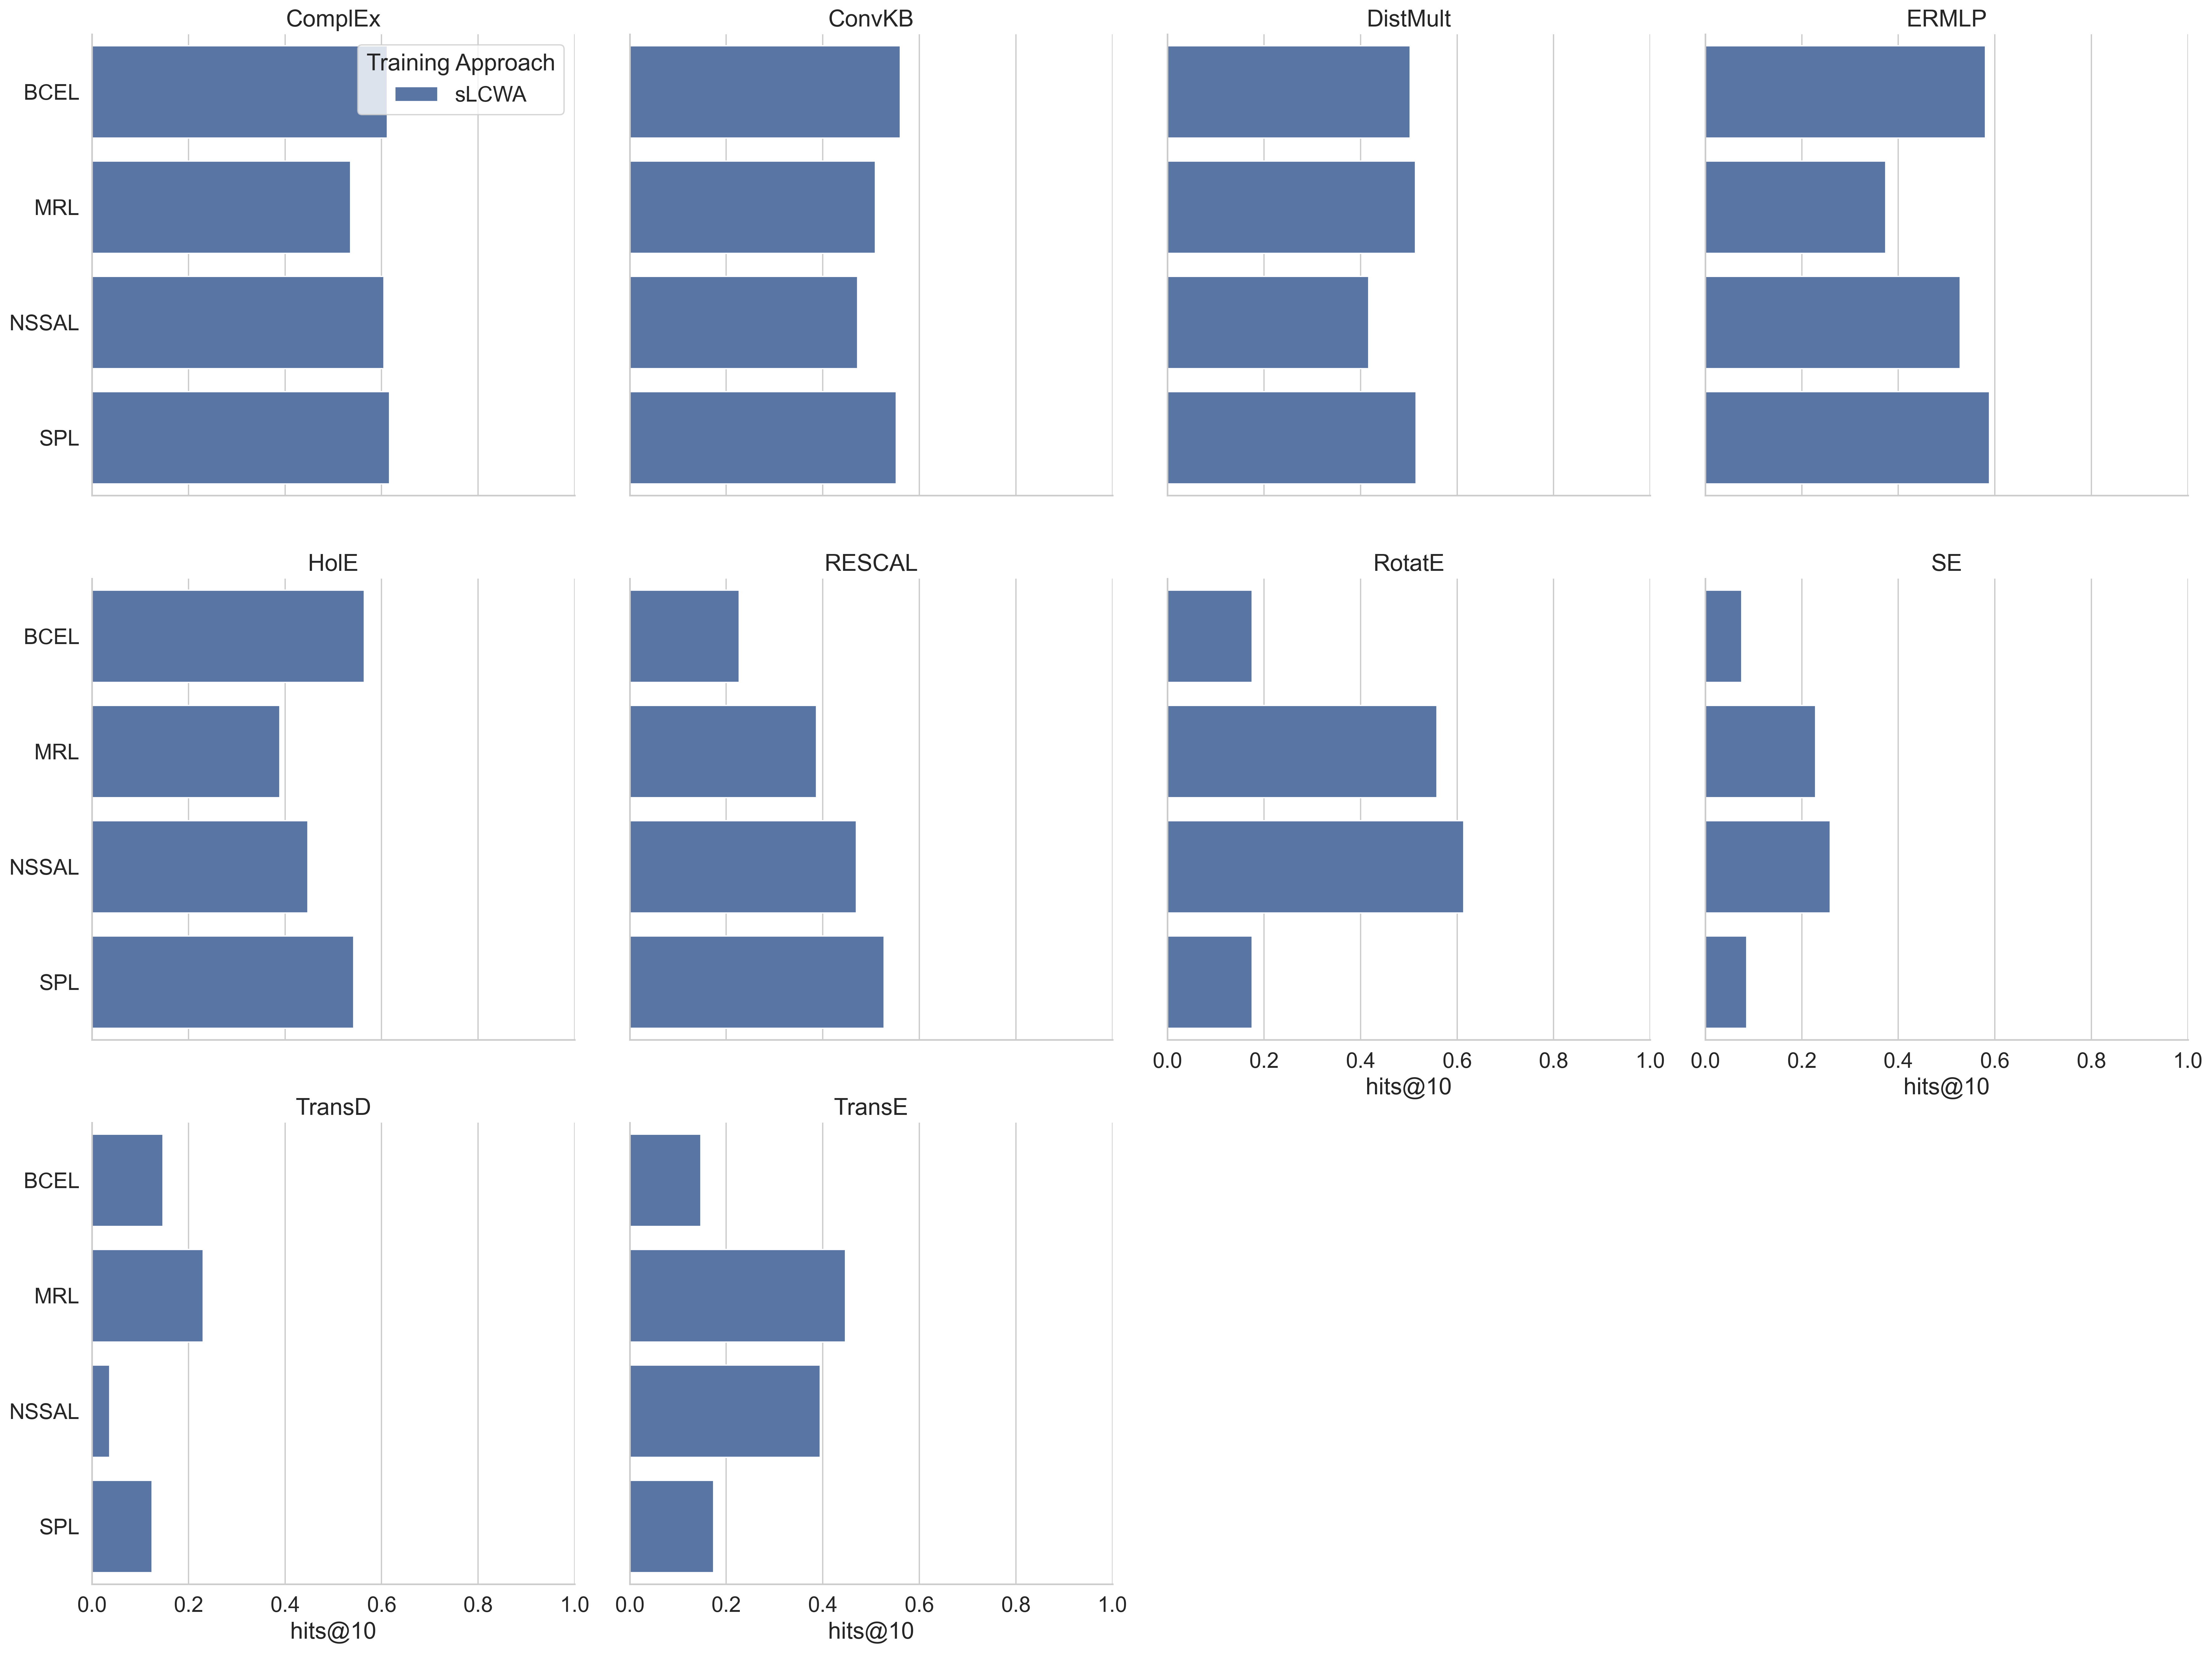 ComplEx
ConvKB
DistMult
ERMLP
Training Approach
sLCWA
BCEL
MRL
NSSAL
SPL
HolE
RESCAL
RotatE
SE
BCEL
MRL
NSSAL
SPL
0.0 0.2 0.4 0.6 0.8 1.0
hits@10
0.0 0.2 0.4 0.6 0.8 1.0
hits@10
TransD
TransE
BCEL
MRL
NSSAL
SPL
0.0 0.2 0.4 0.6 0.8 1.0
hits@10
0.0 0.2 0.4 0.6 0.8 1.0
hits@10